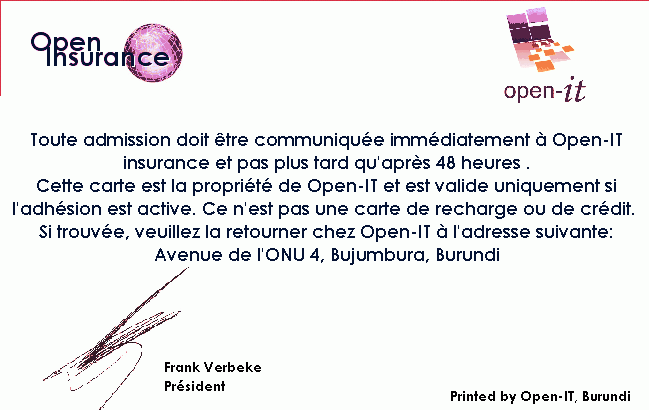 Open
Insurance
open-it
Toute admission doit être communiquée immédiatement à Open-IT
insurance et pas plus tard qu'après 48 heures .
Cette carte est la propriété de Open-IT et est valide uniquement si
l'adhésion est active. Ce n'est pas une carte de recharge ou de crédit.
Si trouvée, veuillez la retourner chez Open-IT à l'adresse suivante:
Avenue de l'ONU 4, Bujumbura, Burundi
Frank Verbeke
Président
Printed by Open-IT, Burundi